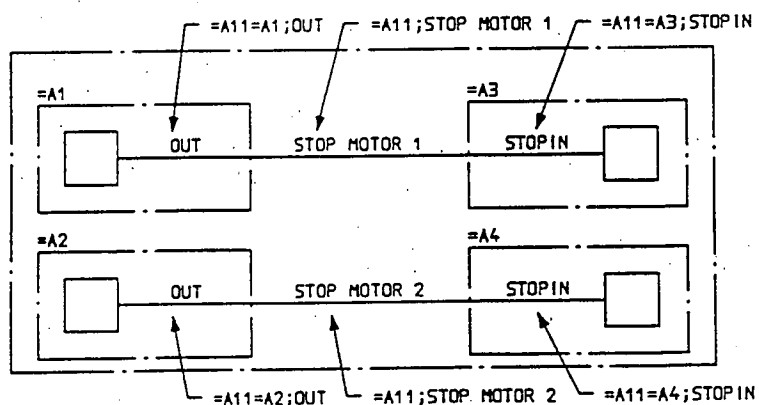 =A11=A1;OUT =A11;STOP MOTOR 1 =A11=A3;STOPIN
=A1 =A3
OUT STOP MOTOR 1 STOPIN
=A2 =A4
OUT STOP MOTOR 2 STOPIN
=A11=A2;OUT =A11;STOP MOTOR 2 =A11=A4;STOPIN